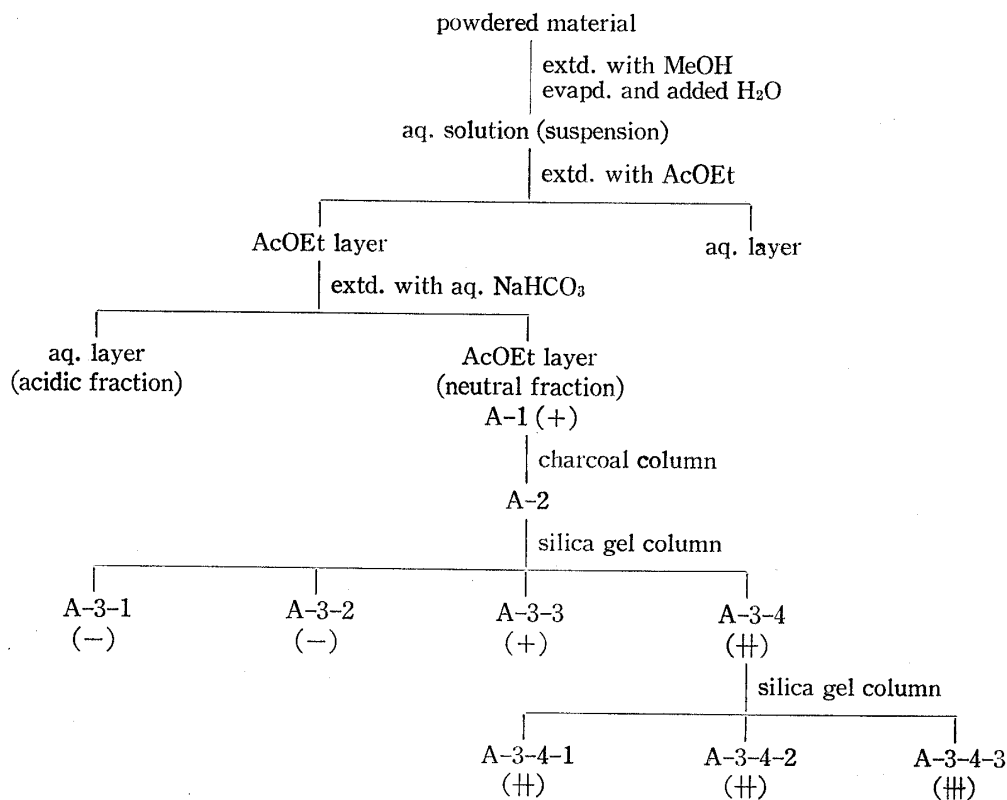 powdered material
extd. with MeOH
evapd. and added H₂O
aq. solution (suspension)
extd. with AcOEt
AcOEt layer
aq. layer
extd. with aq. NaHCO₃
aq. layer
(acidic fraction)
AcOEt layer
(neutral fraction)
A-1 (+)
charcoal column
A-2
silica gel column
A-3-1
(−)
A-3-2
(−)
A-3-3
(+)
A-3-4
(⧺)
silica gel column
A-3-4-1
(⧺)
A-3-4-2
(⧺)
A-3-4-3
(⧻)